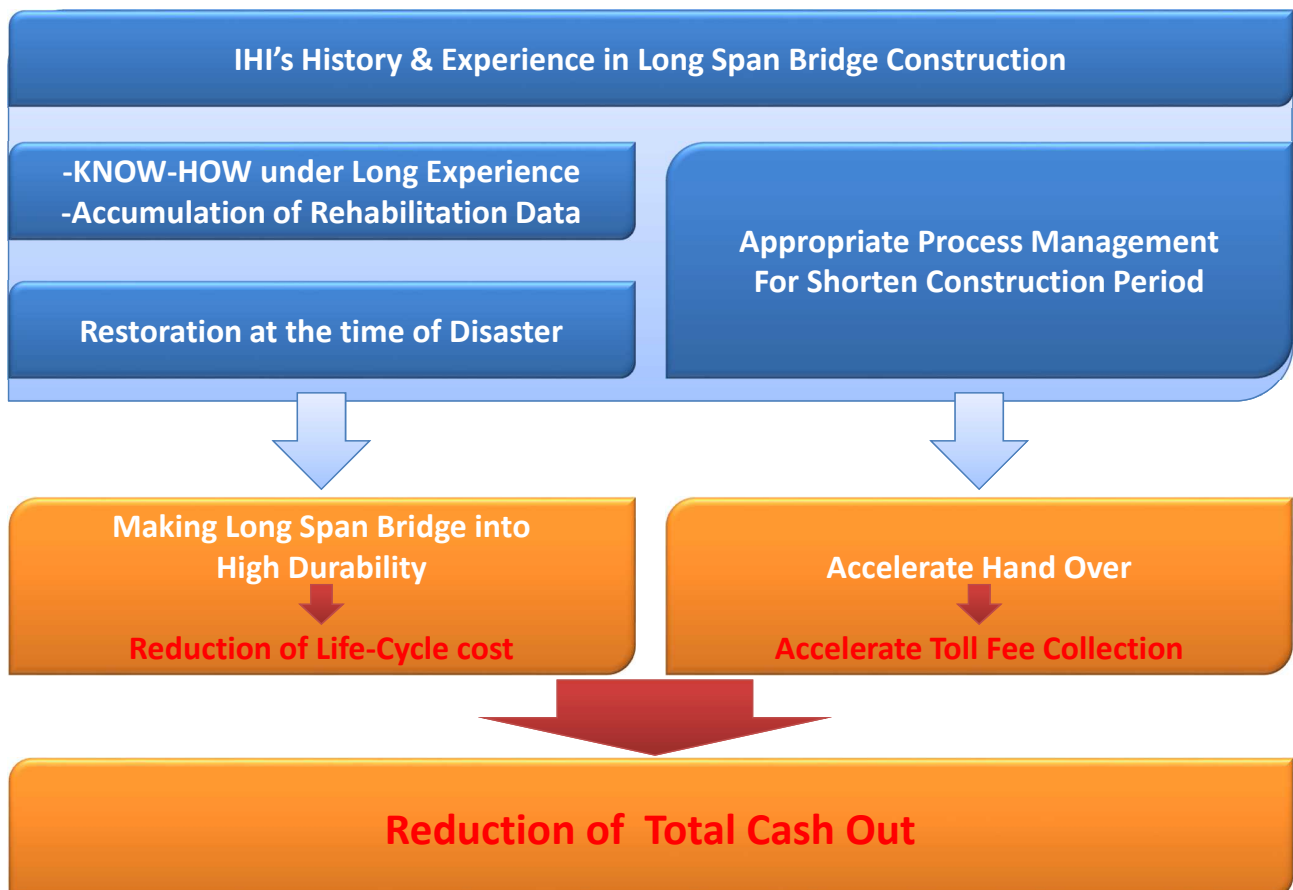 IHI’s History & Experience in Long Span Bridge Construction
-KNOW-HOW under Long Experience
-Accumulation of Rehabilitation Data
Restoration at the time of Disaster
Appropriate Process Management
For Shorten Construction Period
Making Long Span Bridge into
High Durability
Reduction of Life-Cycle cost
Accelerate Hand Over
Accelerate Toll Fee Collection
Reduction of  Total Cash Out